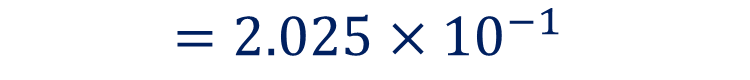 = 2.025 × 10⁻¹